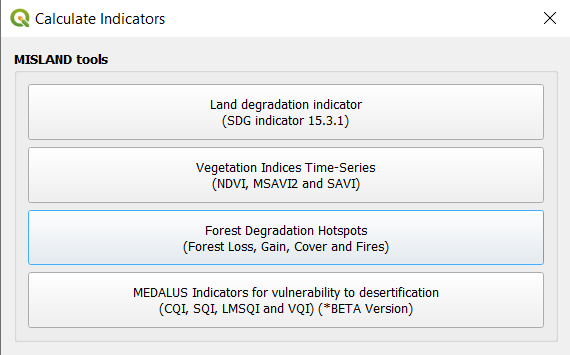 Calculate Indicators
MISLAND tools
Land degradation indicator
(SDG indicator 15.3.1)
Vegetation Indices Time-Series
(NDVI, MSAVI2 and SAVI)
Forest Degradation Hotspots
(Forest Loss, Gain, Cover and Fires)
MEDALUS Indicators for vulnerability to desertification
(CQI, SQI, LMSQI and VQI) (*BETA Version)